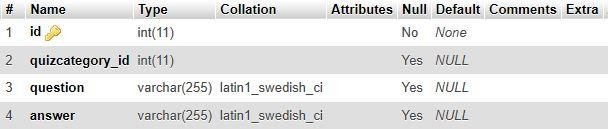 # Name Type Collation Attributes Null Default Comments Extra
1 id int(11) No None
2 quizcategory_id int(11) Yes NULL
3 question varchar(255) latin1_swedish_ci Yes NULL
4 answer varchar(255) latin1_swedish_ci Yes NULL